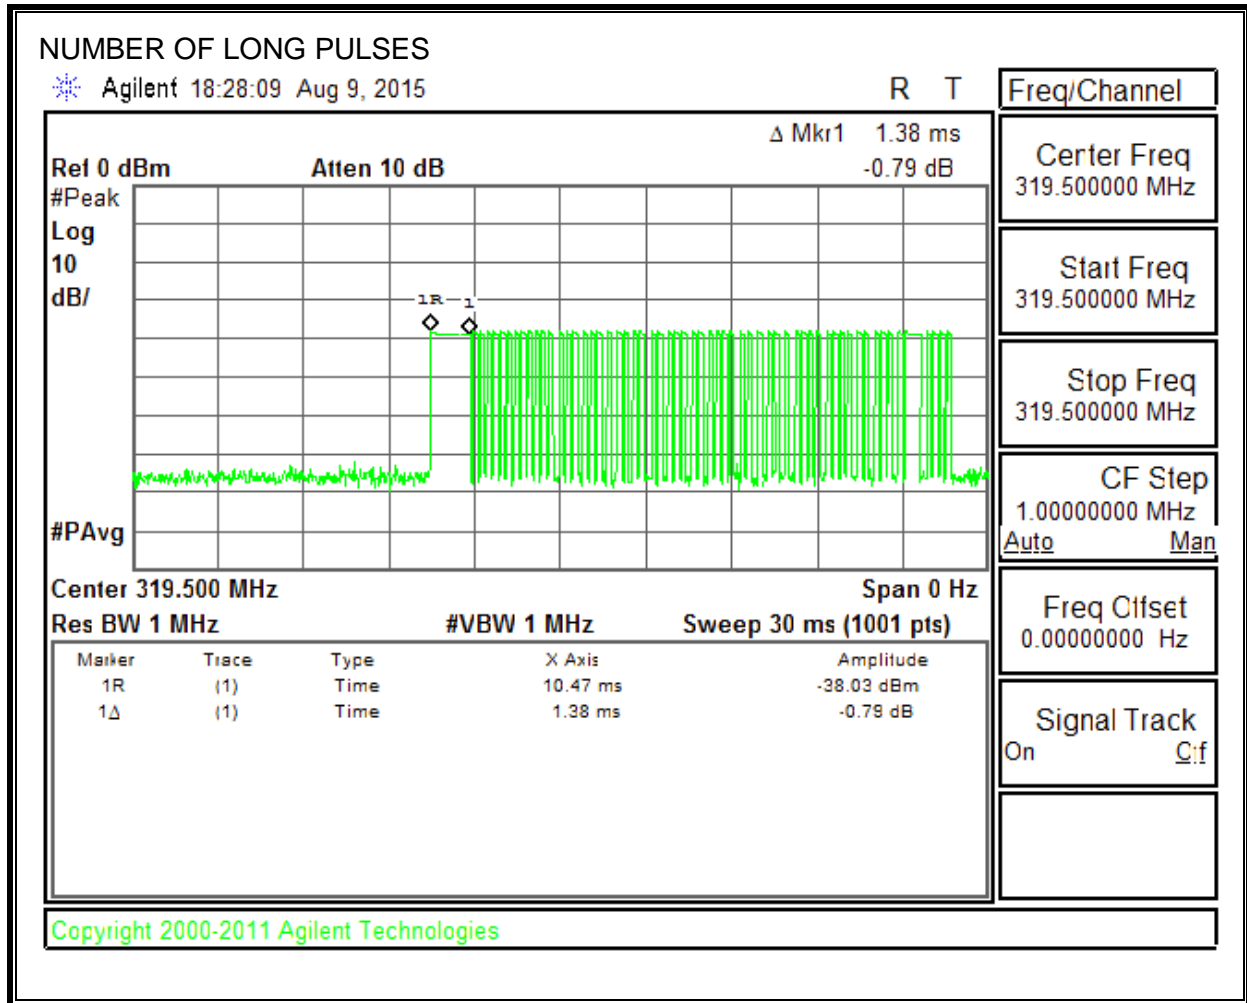 NUMBER OF LONG PULSES
Agilent 18:28:09 Aug 9, 2015
R T
Freq/Channel
Δ Mkr1 1.38 ms
Ref 0 dBm Atten 10 dB -0.79 dB
#Peak
Log
10
dB/
1R 1
#PAvg
Center 319.500 MHz Span 0 Hz
Res BW 1 MHz #VBW 1 MHz Sweep 30 ms (1001 pts)
Marker Trace Type X Axis Amplitude
1R (1) Time 10.47 ms -38.03 dBm
1Δ (1) Time 1.38 ms -0.79 dB
Center Freq
319.500000 MHz
Start Freq
319.500000 MHz
Stop Freq
319.500000 MHz
CF Step
1.00000000 MHz
Auto Man
Freq Offset
0.00000000 Hz
Signal Track
On Off
Copyright 2000-2011 Agilent Technologies